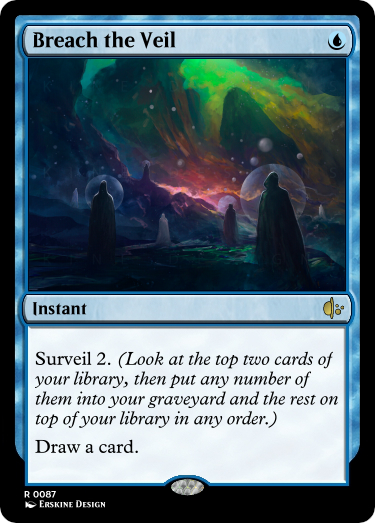 Breach the Veil
Instant
Surveil 2. (Look at the top two cards of
your library, then put any number of
them into your graveyard and the rest on
top of your library in any order.)
Draw a card.
R 0087
Erskine Design